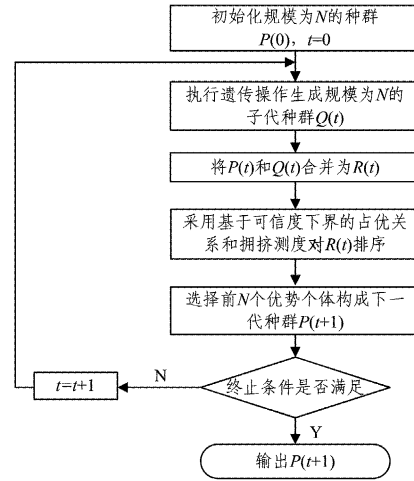 初始化规模为N的种群
P(0), t=0
执行遗传操作生成规模为N的
子代种群Q(t)
将P(t)和Q(t)合并为R(t)
采用基于可信度下界的占优关
系和拥挤测度对R(t)排序
选择前N个优势个体构成下一
代种群P(t+1)
终止条件是否满足
N
t=t+1
Y
输出P(t+1)